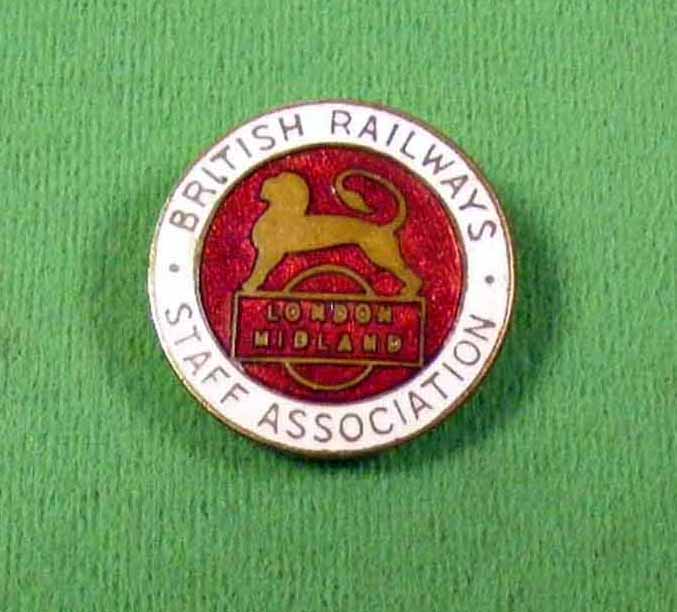 BRITISH RAILWAYS
LONDON
MIDLAND
STAFF ASSOCIATION